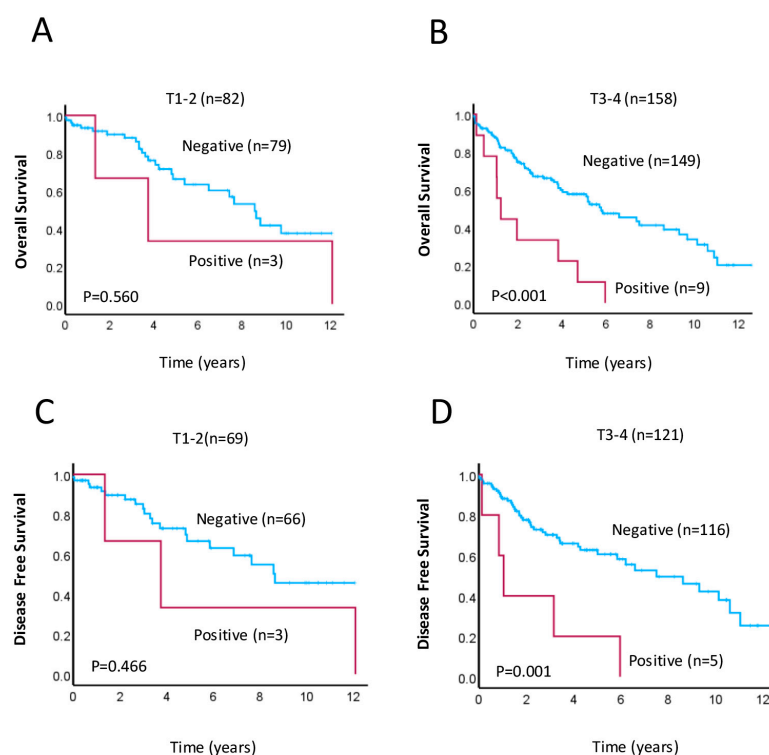 A
T1-2 (n=82)
Overall Survival
1.0
0.8
0.6
0.4
0.2
0.0
Negative (n=79)
Positive (n=3)
P=0.560
0 2 4 6 8 10 12
Time (years)
B
T3-4 (n=158)
Overall Survival
1.0
0.8
0.6
0.4
0.2
0.0
Negative (n=149)
Positive (n=9)
P<0.001
0 2 4 6 8 10 12
Time (years)
C
T1-2(n=69)
Disease Free Survival
1.0
0.8
0.6
0.4
0.2
0.0
Negative (n=66)
Positive (n=3)
P=0.466
0 2 4 6 8 10 12
Time (years)
D
T3-4 (n=121)
Disease Free Survival
1.0
0.8
0.6
0.4
0.2
0.0
Negative (n=116)
Positive (n=5)
P=0.001
0 2 4 6 8 10 12
Time (years)